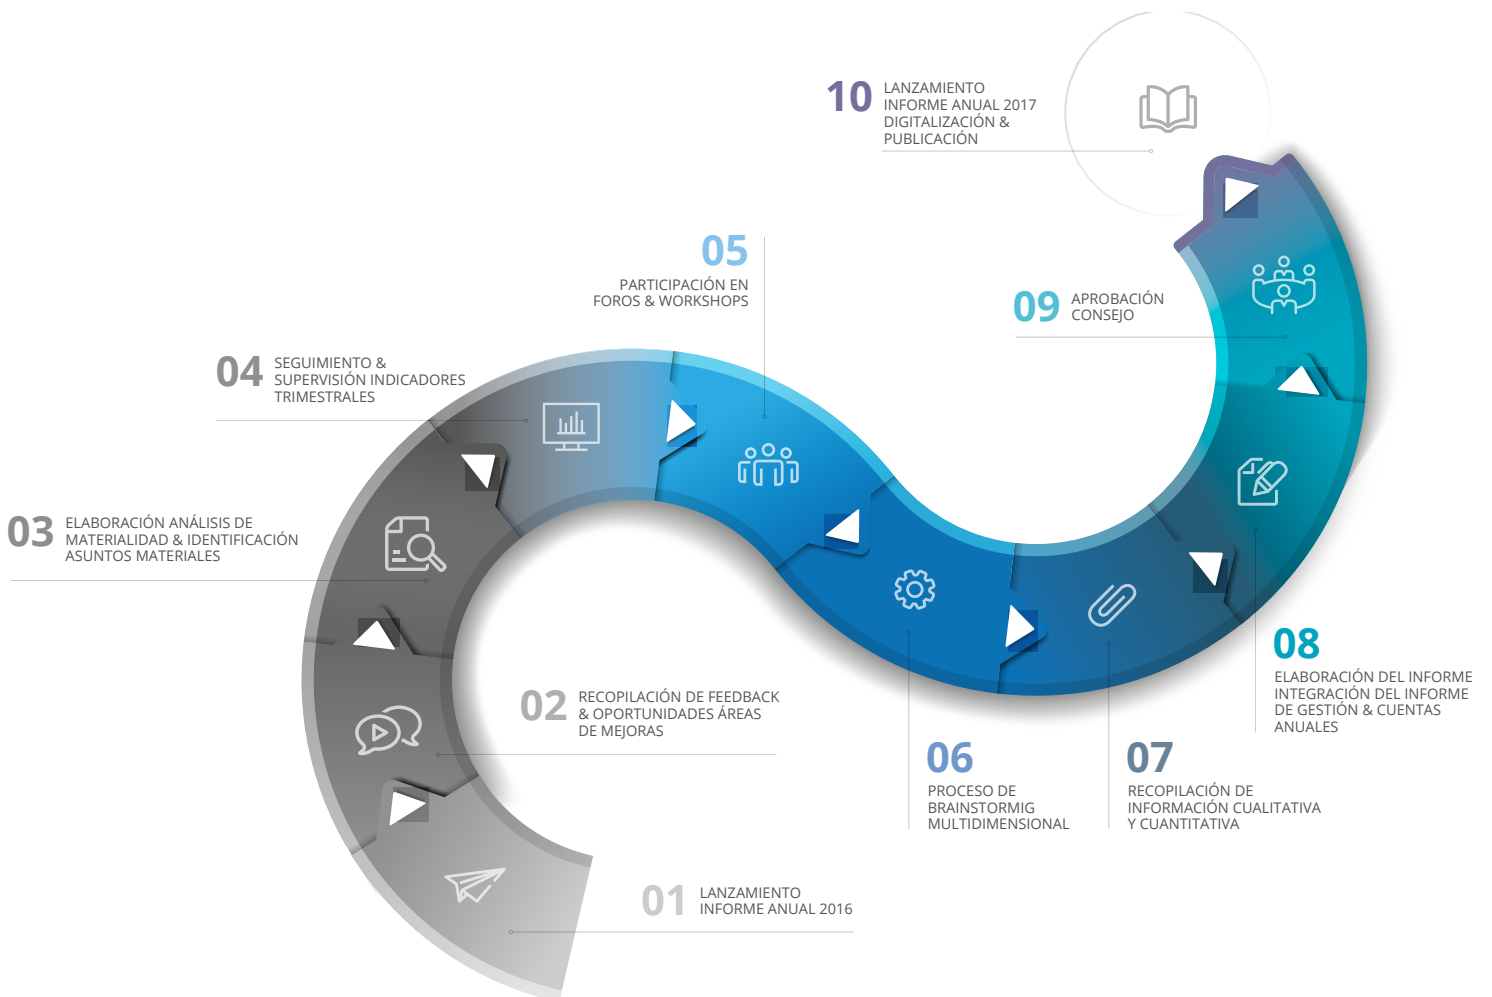 10
LANZAMIENTO
INFORME ANUAL 2017
DIGITALIZACIÓN &
PUBLICACIÓN
05
PARTICIPACIÓN EN
FOROS & WORKSHOPS
09
APROBACIÓN
CONSEJO
04
SEGUIMIENTO &
SUPERVISIÓN INDICADORES
TRIMESTRALES
03
ELABORACIÓN ANÁLISIS DE
MATERIALIDAD & IDENTIFICACIÓN
ASUNTOS MATERIALES
08
ELABORACIÓN DEL INFORME
INTEGRACIÓN DEL INFORME
DE GESTIÓN & CUENTAS
ANUALES
02
RECOPILACIÓN DE FEEDBACK
& OPORTUNIDADES ÁREAS
DE MEJORAS
06
PROCESO DE
BRAINSTORMIG
MULTIDIMENSIONAL
07
RECOPILACIÓN DE
INFORMACIÓN CUALITATIVA
Y CUANTITATIVA
01
LANZAMIENTO
INFORME ANUAL 2016